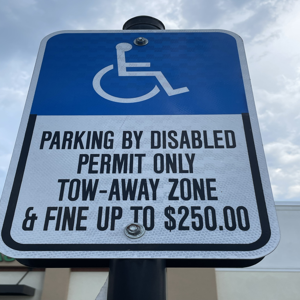 PARKING BY DISABLED
PERMIT ONLY
TOW-AWAY ZONE
& FINE UP TO $250.00